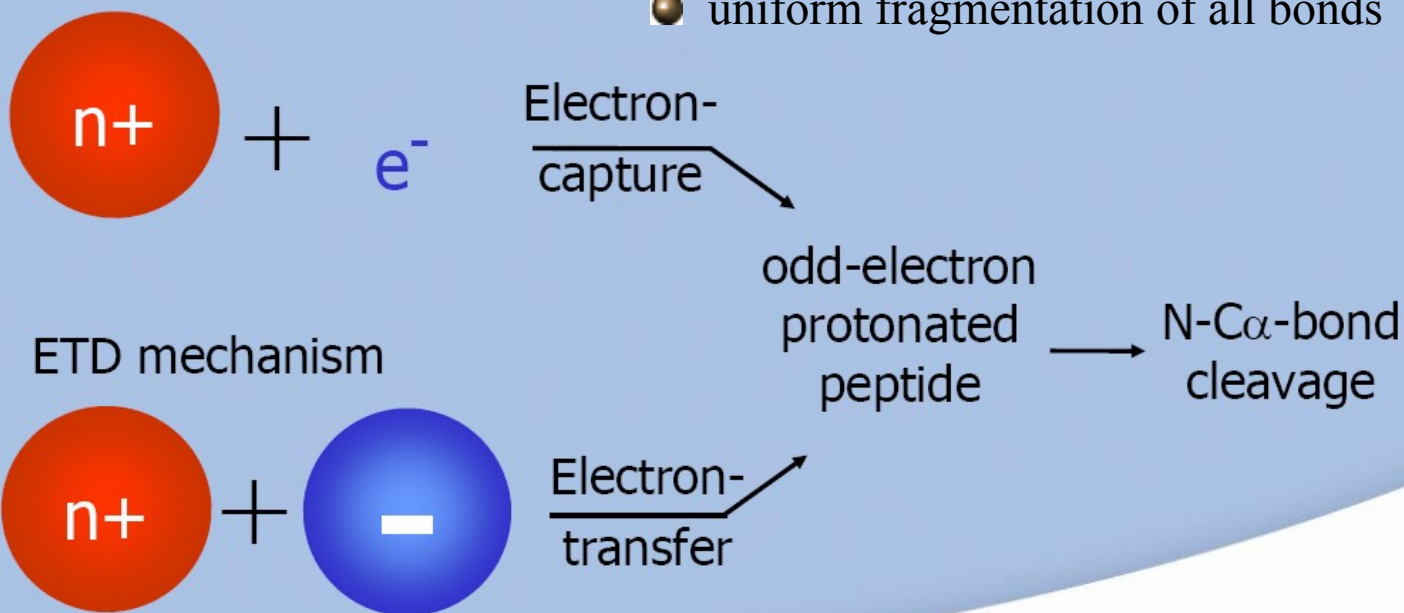 uniform fragmentation of all bonds
n+
+
e-
Electron-
capture
odd-electron
protonated
peptide
N-Cα-bond
cleavage
ETD mechanism
n+
+
-
Electron-
transfer